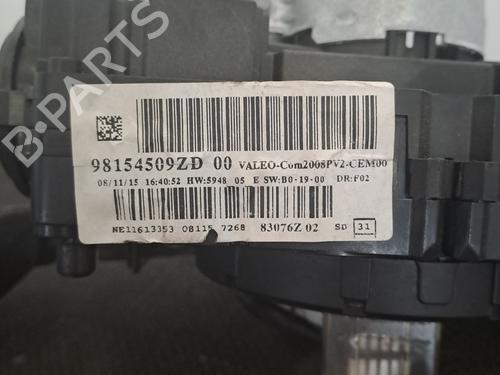 B-PARTS
98154509ZD 00 VALEO-Com2008PV2-CEM00
08/11/15 16:40:52 HW:5948 05 E SW:B0-19-00 DR:F02
NE11613353 08115 7268 83076Z 02 SD 31